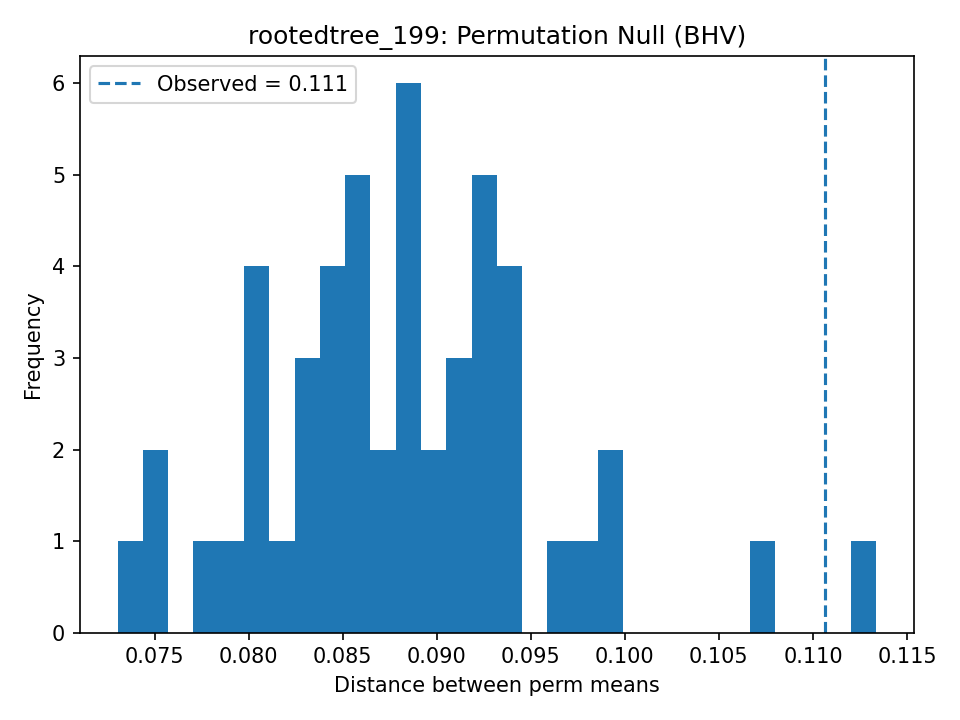 rootedtree_199: Permutation Null (BHV)
Observed = 0.111
6
5
4
3
2
1
0
Frequency
0.075 0.080 0.085 0.090 0.095 0.100 0.105 0.110 0.115
Distance between perm means